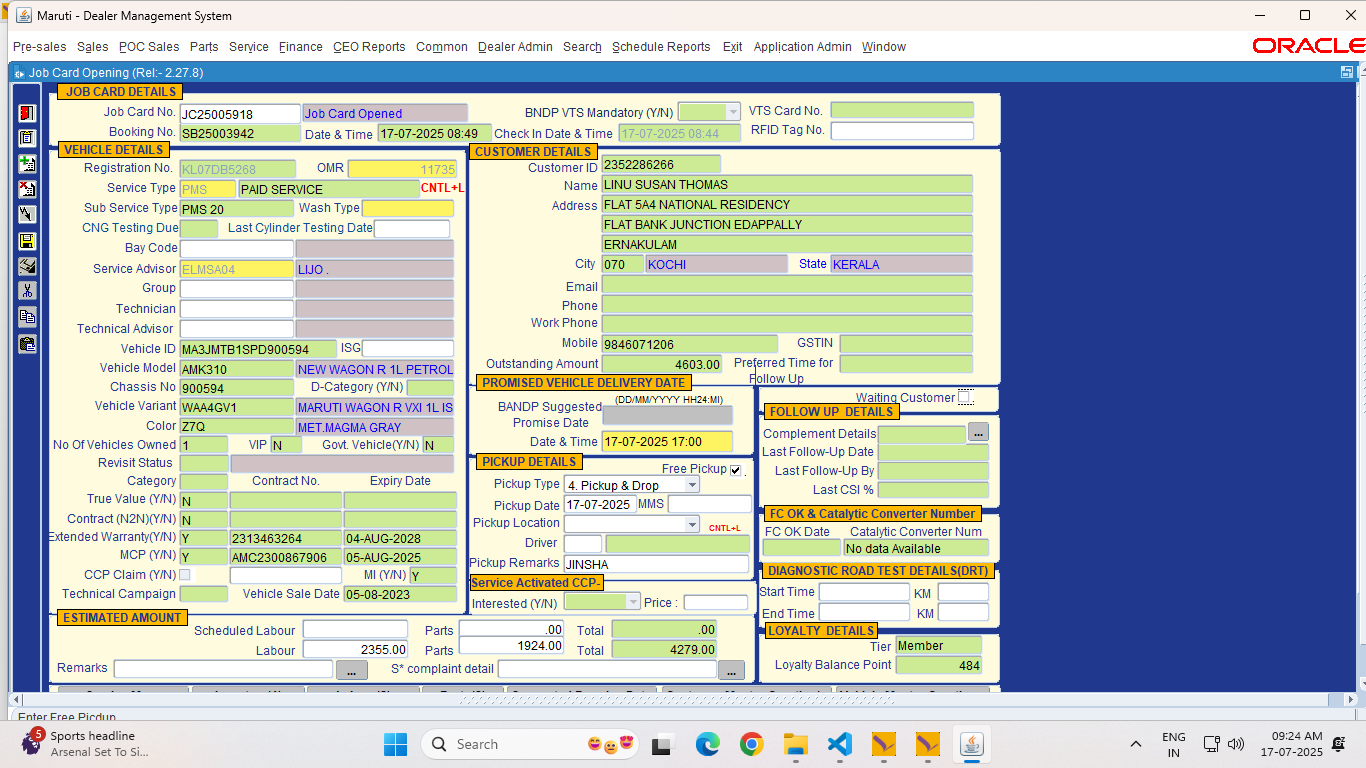 Maruti - Dealer Management System
Pre-sales Sales POC Sales Parts Service Finance CEO Reports Common Dealer Admin Search Schedule Reports Exit Application Admin Window
ORACLE
Job Card Opening (Rel:- 2.27.8)
JOB CARD DETAILS
Job Card No. JC25005918 Job Card Opened BNDP VTS Mandatory (Y/N) VTS Card No.
Booking No. SB25003942 Date & Time 17-07-2025 08:49 Check In Date & Time 17-07-2025 08:44 RFID Tag No.
VEHICLE DETAILS
Registration No. KL07DB5268 OMR 11735
Service Type PMS PAID SERVICE CNTL+L
Sub Service Type PMS 20 Wash Type
CNG Testing Due Last Cylinder Testing Date
Bay Code
Service Advisor ELMSA04 LIJO .
Group
Technician
Technical Advisor
Vehicle ID MA3JMTB1SPD900594 ISG
Vehicle Model AMK310 NEW WAGON R 1L PETROL
Chassis No 900594 D-Category (Y/N)
Vehicle Variant WAA4GV1 MARUTI WAGON R VXI 1L IS
Color Z7Q MET.MAGMA GRAY
No Of Vehicles Owned 1 VIP N Govt. Vehicle(Y/N) N
Revisit Status
Category Contract No. Expiry Date
True Value (Y/N) N
Contract (N2N)(Y/N) N
Extended Warranty(Y/N) Y 2313463264 04-AUG-2028
MCP (Y/N) Y AMC2300867906 05-AUG-2025
CCP Claim (Y/N) MI (Y/N) Y
Technical Campaign Vehicle Sale Date 05-08-2023
CUSTOMER DETAILS
Customer ID 2352286266
Name LINU SUSAN THOMAS
Address FLAT 5A4 NATIONAL RESIDENCY
FLAT BANK JUNCTION EDAPPALLY
ERNAKULAM
City 070 KOCHI State KERALA
Email
Phone
Work Phone
Mobile 9846071206 GSTIN
Outstanding Amount 4603.00 Preferred Time for
Follow Up
PROMISED VEHICLE DELIVERY DATE
(DD/MM/YYYY HH24:MI)
BANDP Suggested
Promise Date
Date & Time 17-07-2025 17:00
Waiting Customer
FOLLOW UP DETAILS
Complement Details ...
Last Follow-Up Date
Last Follow-Up By
Last CSI %
PICKUP DETAILS
Free Pickup .
Pickup Type 4. Pickup & Drop
Pickup Date 17-07-2025 MMS
Pickup Location CNTL+L
Driver
Pickup Remarks JINSHA
Service Activated CCP-
Interested (Y/N) Price :
FC OK & Catalytic Converter Number
FC OK Date Catalytic Converter Num
No data Available
DIAGNOSTIC ROAD TEST DETAILS(DRT)
Start Time KM
End Time KM
ESTIMATED AMOUNT
Scheduled Labour Parts .00 Total .00
Labour 2355.00 Parts 1924.00 Total 4279.00
Remarks ... S* complaint detail ...
LOYALTY DETAILS
Tier Member
Loyalty Balance Point 484
Enter Free Picdup
5 Sports headline
Arsenal Set To Si...
Search
ENG
IN
09:24 AM
17-07-2025